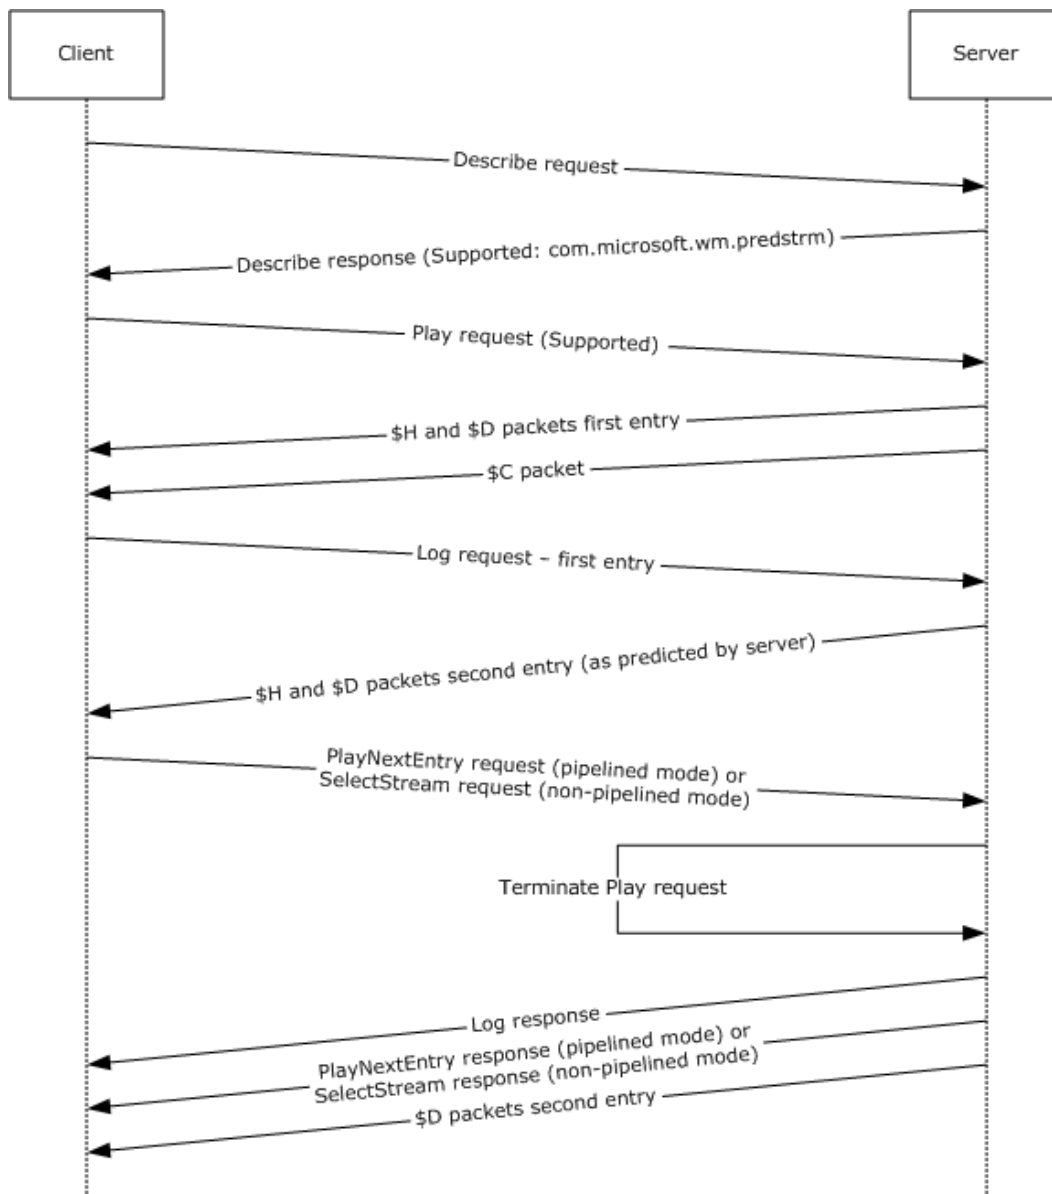 Client
Server
Describe request
Describe response (Supported: com.microsoft.wm.predstrm)
Play request (Supported)
$H and $D packets first entry
$C packet
Log request – first entry
$H and $D packets second entry (as predicted by server)
PlayNextEntry request (pipelined mode) or
SelectStream request (non-pipelined mode)
Terminate Play request
Log response
PlayNextEntry response (pipelined mode) or
SelectStream response (non-pipelined mode)
$D packets second entry